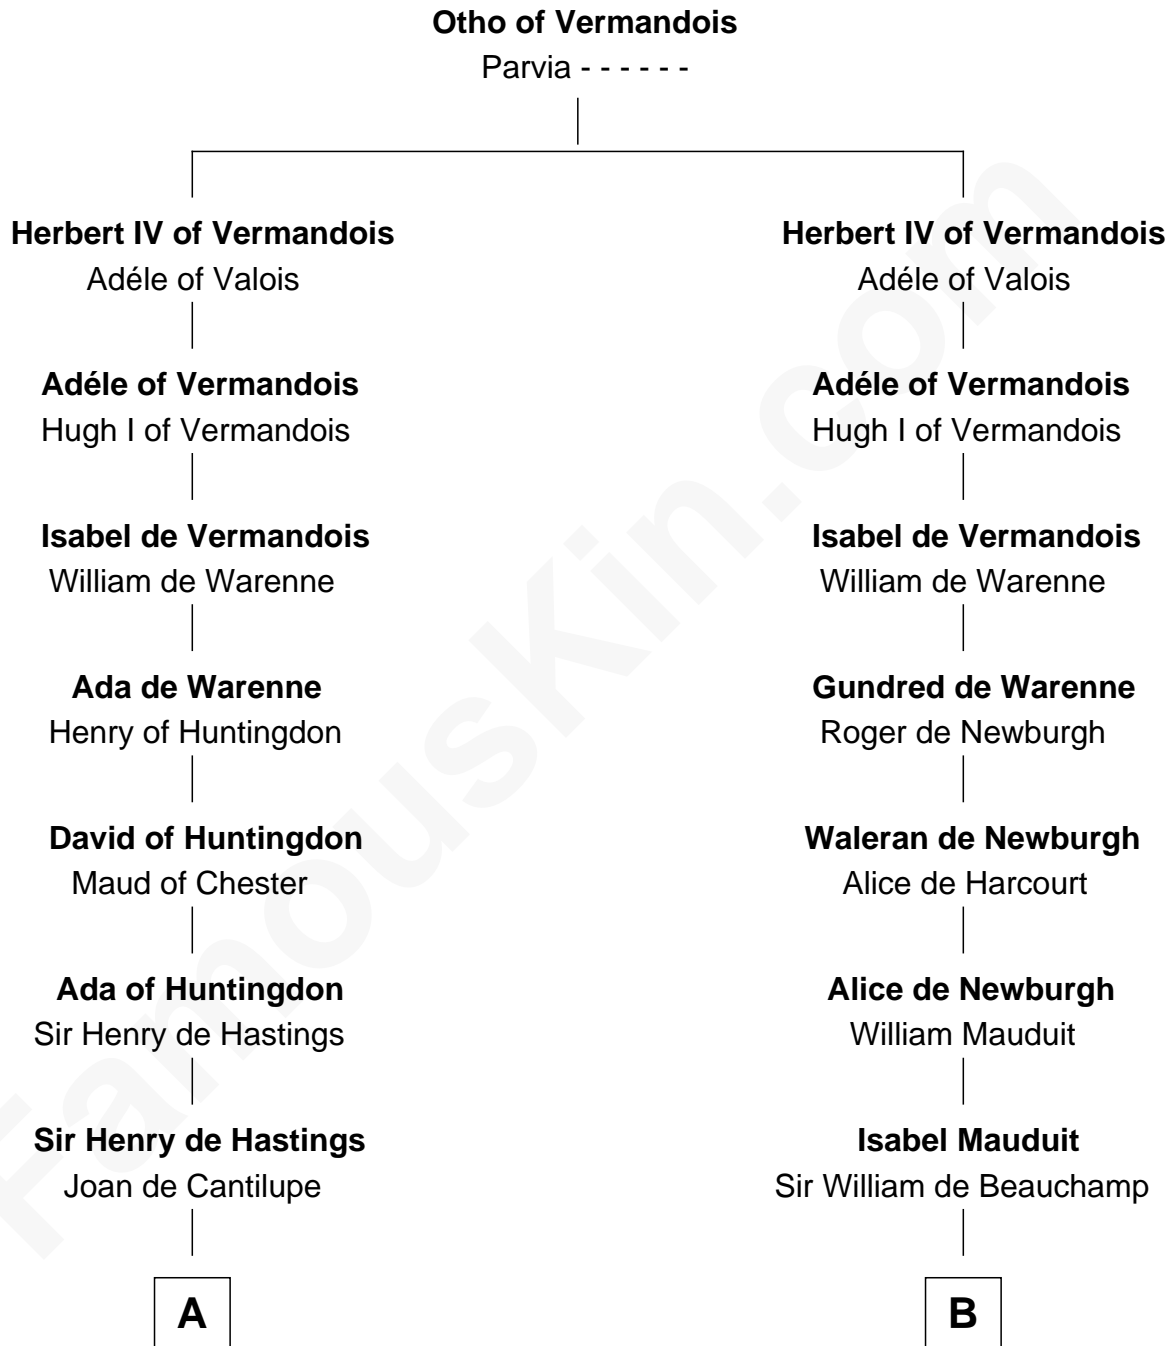 Otho of Vermandois
Parvia - - - - - -
Herbert IV of Vermandois
Adéle of Valois
Adéle of Vermandois
Hugh I of Vermandois
Isabel de Vermandois
William de Warenne
Ada de Warenne
Henry of Huntingdon
David of Huntingdon
Maud of Chester
Ada of Huntingdon
Sir Henry de Hastings
Sir Henry de Hastings
Joan de Cantilupe
A
Herbert IV of Vermandois
Adéle of Valois
Adéle of Vermandois
Hugh I of Vermandois
Isabel de Vermandois
William de Warenne
Gundred de Warenne
Roger de Newburgh
Waleran de Newburgh
Alice de Harcourt
Alice de Newburgh
William Mauduit
Isabel Mauduit
Sir William de Beauchamp
B
FamousKin.com